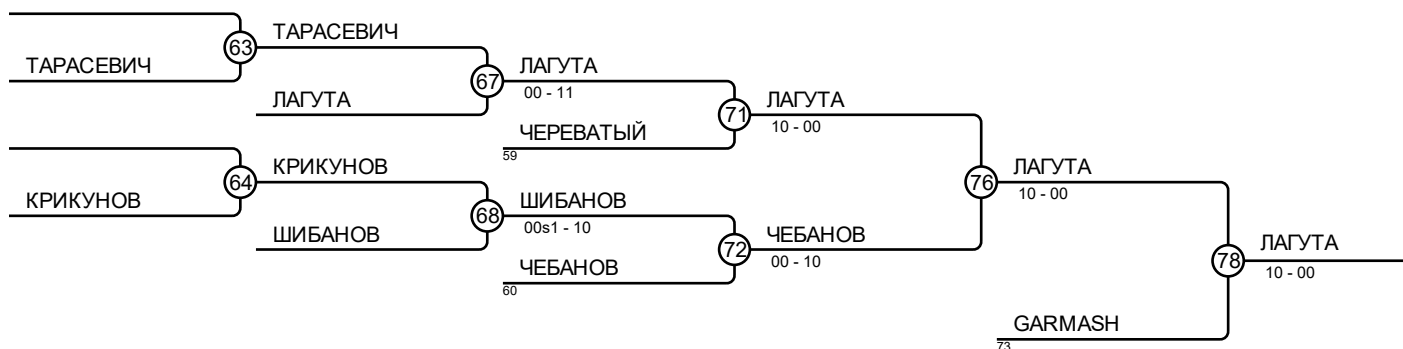 63
ТАРАСЕВИЧ
ТАРАСЕВИЧ
67
ЛАГУТА
00 - 11
ЛАГУТА
71
ЛАГУТА
10 - 00
ЧЕРЕВАТЫЙ
59
64
КРИКУНОВ
КРИКУНОВ
68
ШИБАНОВ
00s1 - 10
ШИБАНОВ
72
ЧЕБАНОВ
00 - 10
ЧЕБАНОВ
60
76
ЛАГУТА
10 - 00
78
ЛАГУТА
10 - 00
GARMASH
73